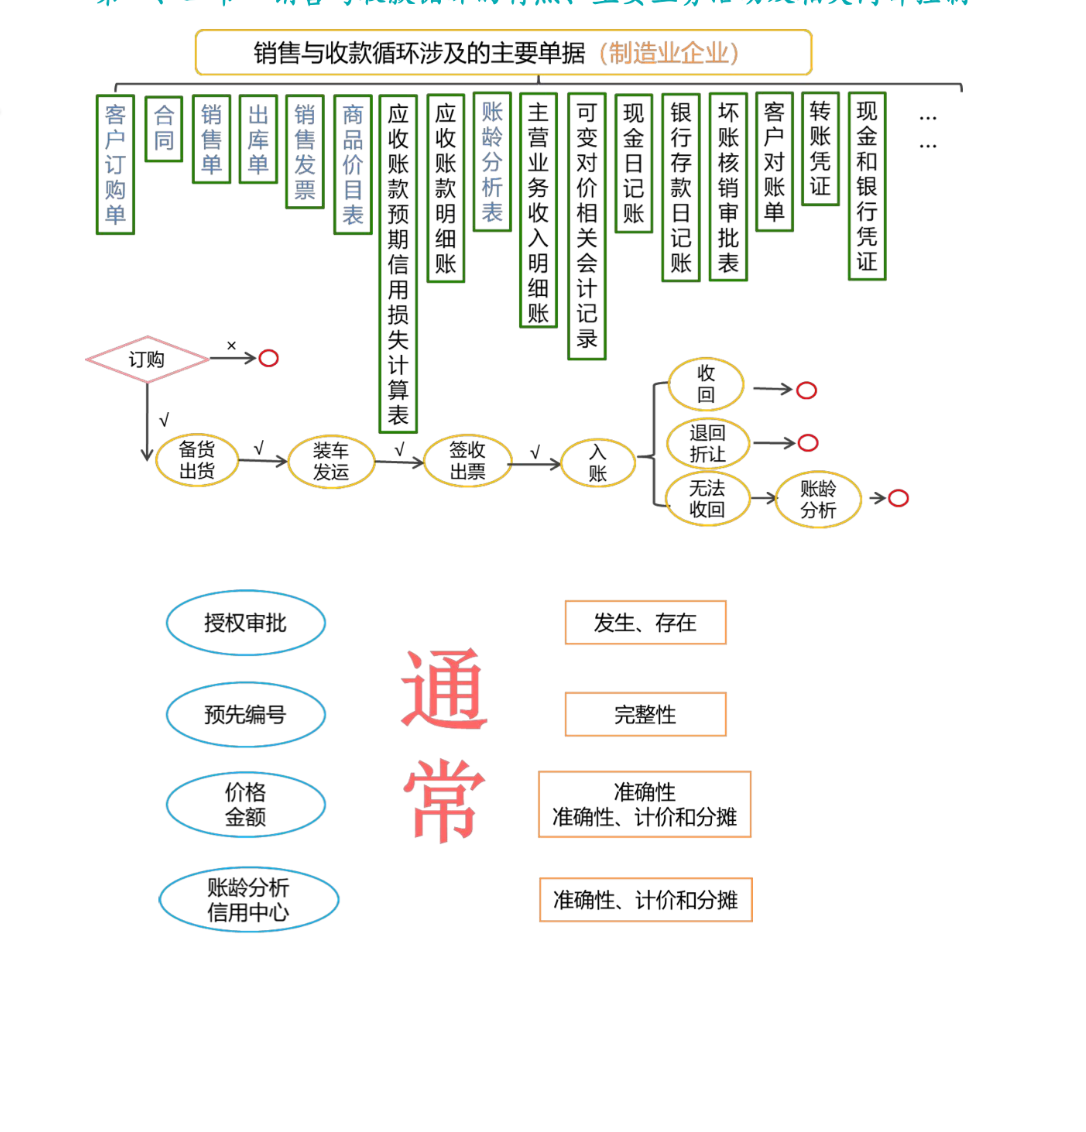 销售与收款循环涉及的主要单据（制造业企业）
客户订购单
合同
销售单
出库单
销售发票
商品价目表
应收账款预期信用损失计算表
应收账款明细账
账龄分析表
主营业务收入明细账
可变对价相关会计记录
现金日记账
银行存款日记账
坏账核销审批表
客户对账单
转账凭证
现金和银行凭证
...
...
订购
×
√
备货
出货
√
装车
发运
√
签收
出票
√
入
账
收
回
退回
折让
无法
收回
账龄
分析
授权审批
发生、存在
预先编号
完整性
价格
金额
准确性
准确性、计价和分摊
账龄分析
信用中心
准确性、计价和分摊
通
常